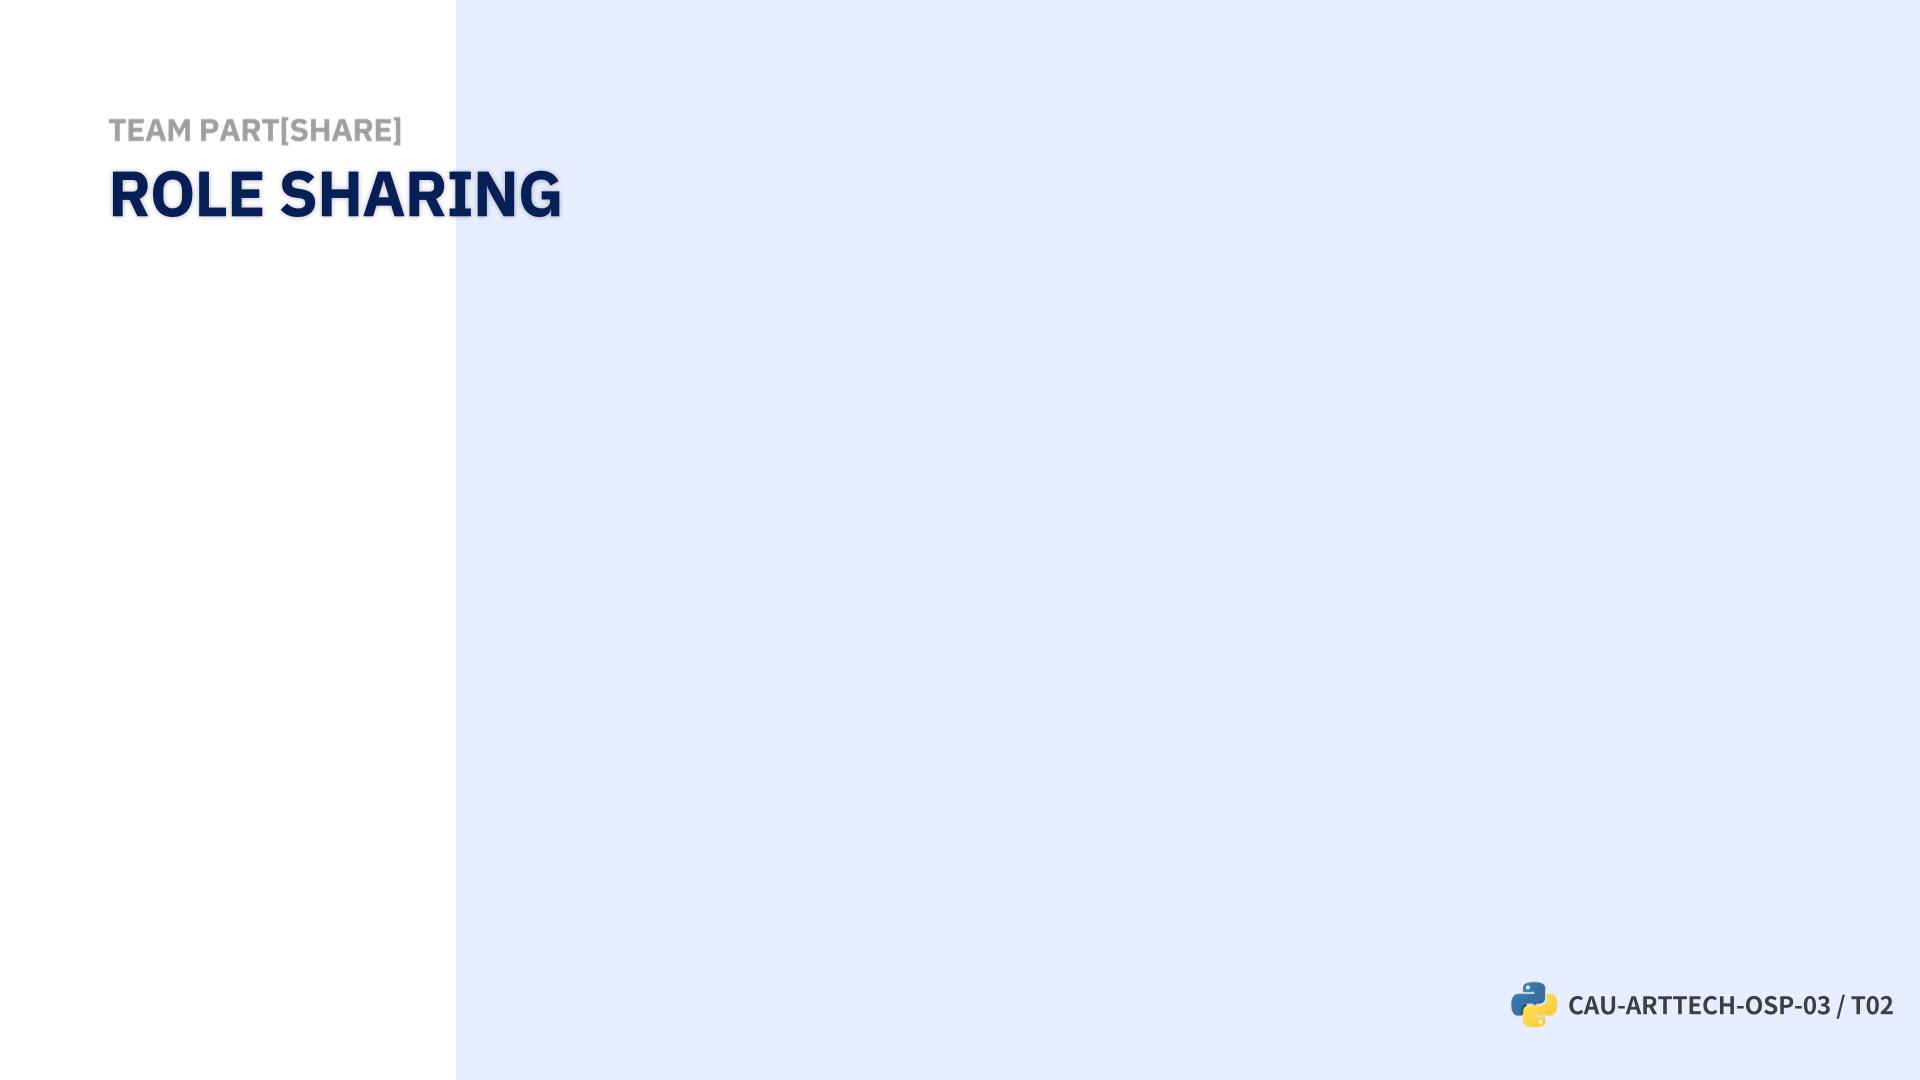 TEAM PART[SHARE]
ROLE SHARING
CAU-ARTTECH-OSP-03 / T02